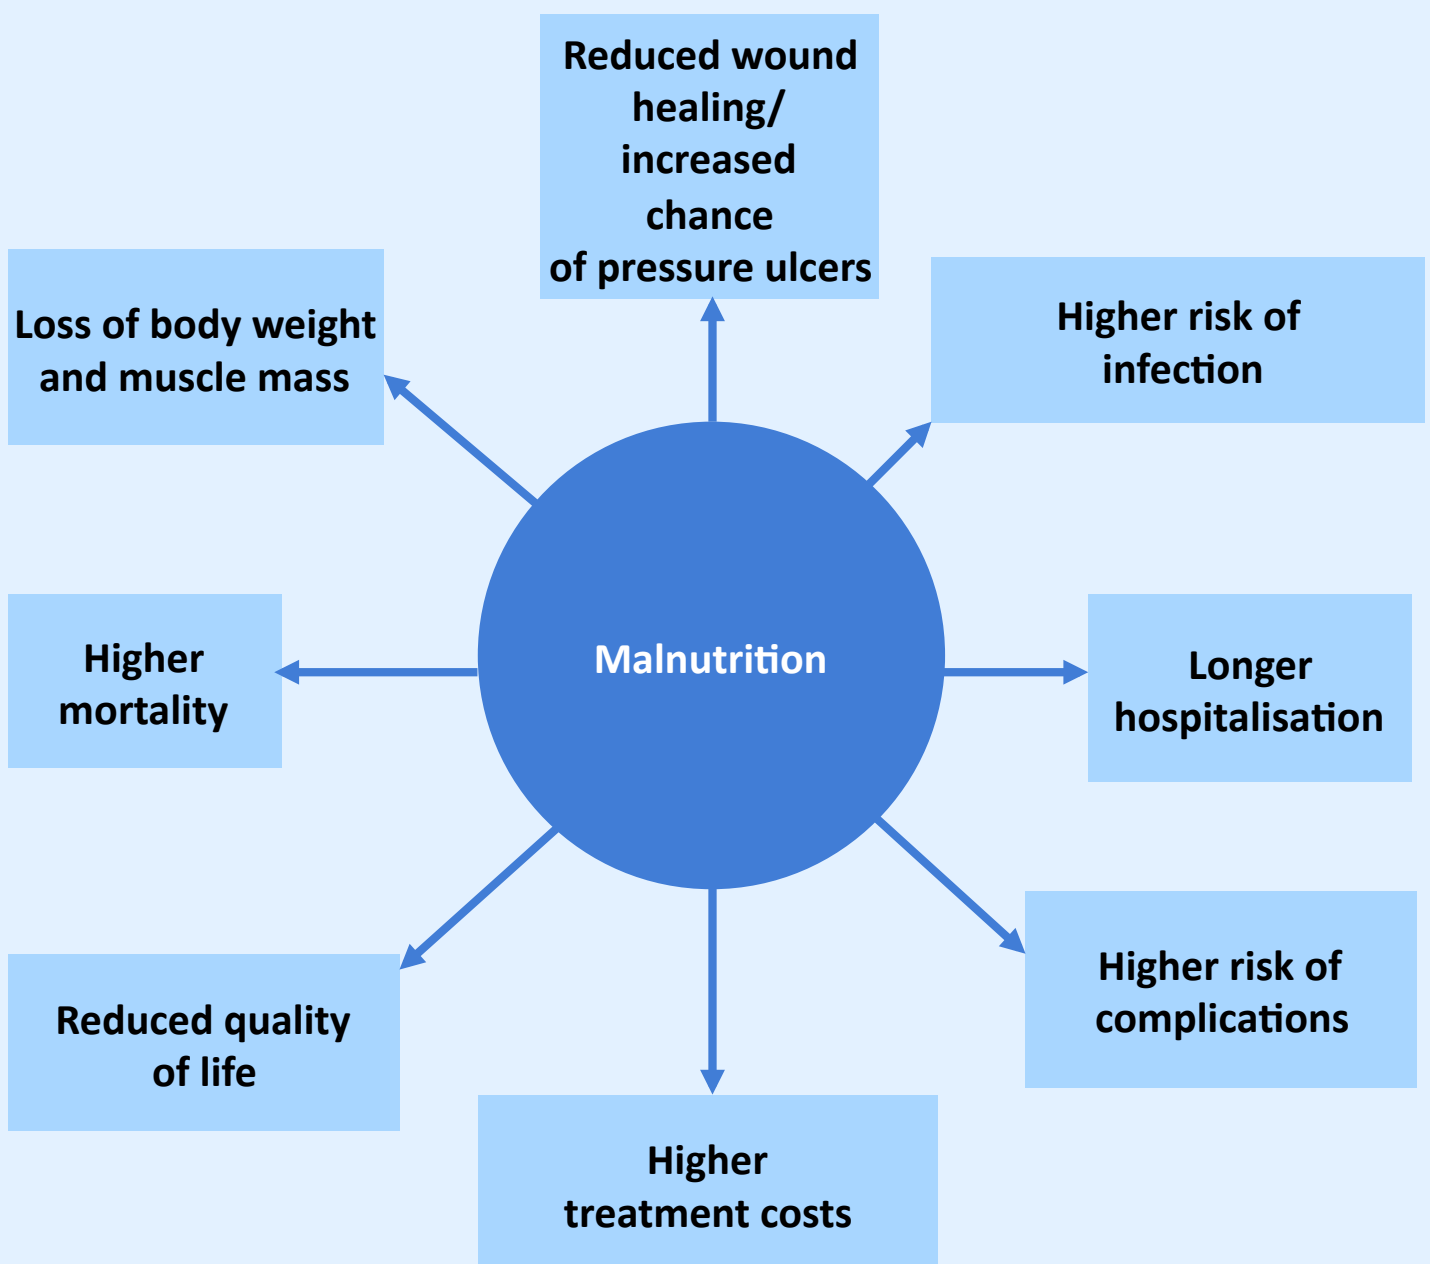 Reduced wound
healing/
increased
chance
of pressure ulcers
Loss of body weight
and muscle mass
Higher risk of
infection
Higher
mortality
Malnutrition
Longer
hospitalisation
Reduced quality
of life
Higher risk of
complications
Higher
treatment costs